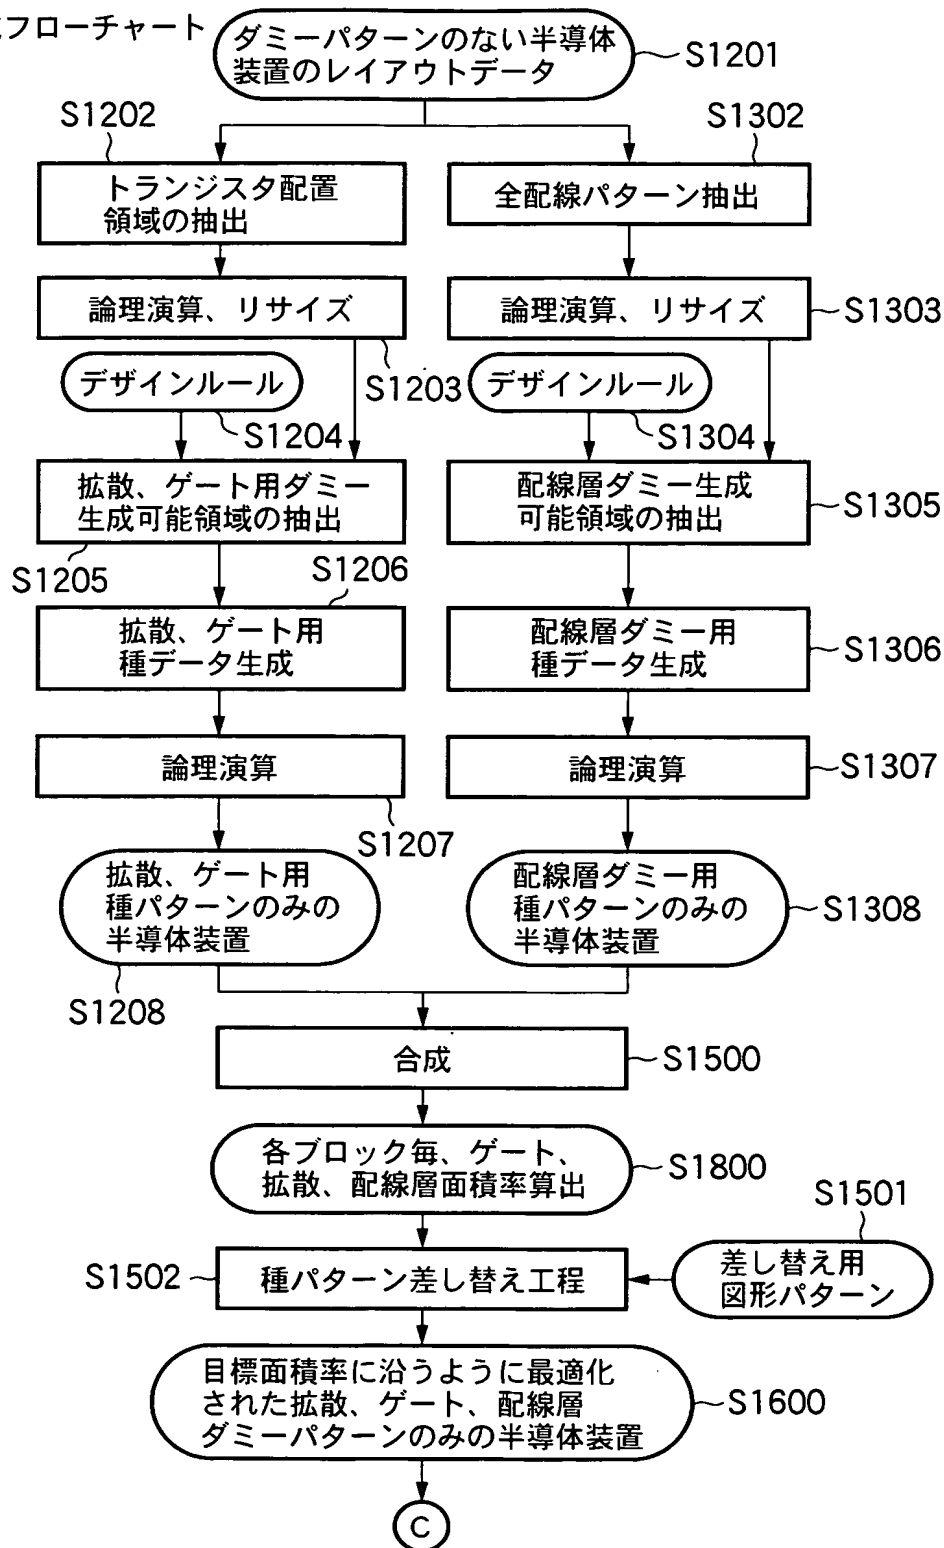 フローチャート
ダミーパターンのない半導体
装置のレイアウトデータ
S1201
S1202
S1302
トランジスタ配置
領域の抽出
全配線パターン抽出
論理演算、リサイズ
論理演算、リサイズ
S1303
デザインルール
S1203
デザインルール
S1204
S1304
拡散、ゲート用ダミー
生成可能領域の抽出
配線層ダミー生成
可能領域の抽出
S1305
S1205
S1206
拡散、ゲート用
種データ生成
配線層ダミー用
種データ生成
S1306
論理演算
論理演算
S1307
S1207
拡散、ゲート用
種パターンのみの
半導体装置
配線層ダミー用
種パターンのみの
半導体装置
S1308
S1208
合成
S1500
各ブロック毎、ゲート、
拡散、配線層面積率算出
S1800
S1501
S1502
種パターン差し替え工程
差し替え用
図形パターン
目標面積率に沿うように最適化
された拡散、ゲート、配線層
ダミーパターンのみの半導体装置
S1600
C